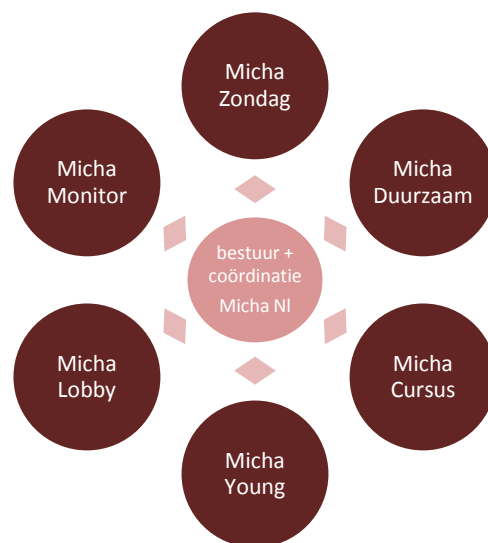 Micha
Zondag
Micha
Monitor
Micha
Duurzaam
bestuur +
coördinatie
Micha Nl
Micha
Lobby
Micha
Cursus
Micha
Young